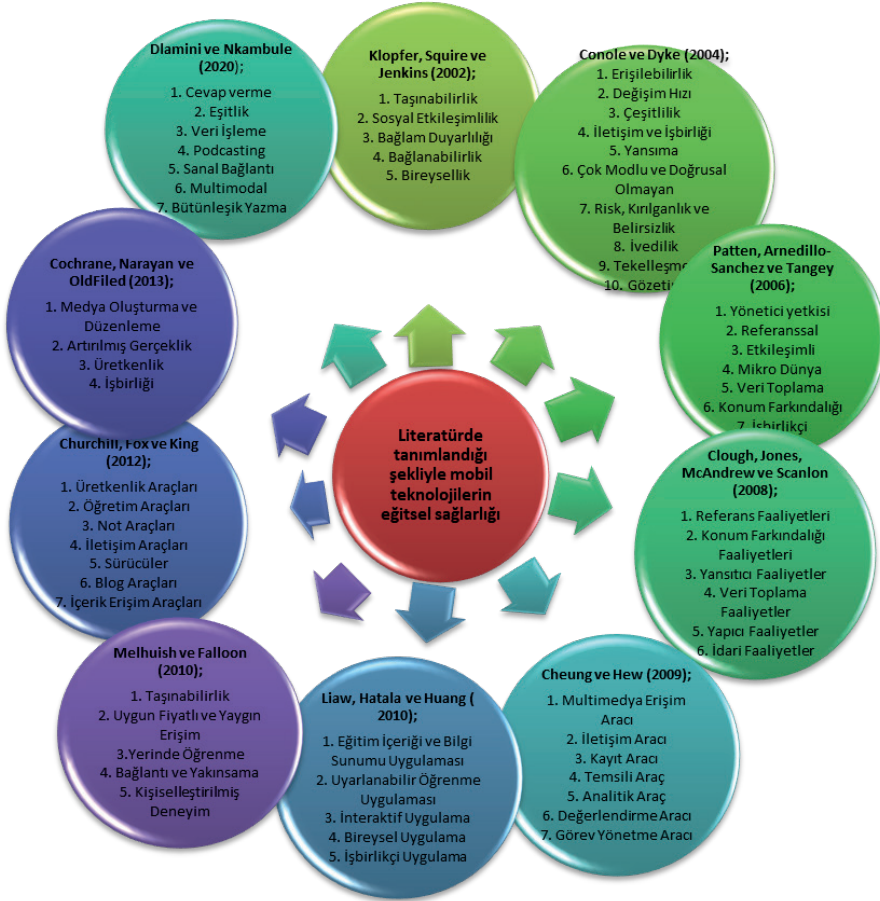 Klopfer, Squire ve
Jenkins (2002);
1. Taşınabilirlik
2. Sosyal Etkileşimlilik
3. Bağlam Duyarlılığı
4. Bağlanabilirlik
5. Bireysellik
Conole ve Dyke (2004);
1. Erişilebilirlik
2. Değişim Hızı
3. Çeşitlilik
4. İletişim ve İşbirliği
5. Yansıma
6. Çok Modlu ve Doğrusal
Olmayan
7. Risk, Kırılganlık ve
Belirsizlik
8. İvedilik
9. Tekelleşme
10.
Patten, Arnedillo-
Sanchez ve Tangey
(2006);
1. Yönetici yetkisi
2. Referanssal
3. Etkileşimli
4. Mikro Dünya
5. Veri Toplama
6. Konum Farkındalığı
7. İşbirlikçi
Clough, Jones,
McAndrew ve Scanlon
(2008);
1. Referans Faaliyetleri
2. Konum Farkındalığı
Faaliyetleri
3. Yansıtıcı Faaliyetler
4. Veri Toplama
Faaliyetler
5. Yapıcı Faaliyetler
6. İdari Faaliyetler
Cheung ve Hew (2009);
1. Multimedya Erişim
Aracı
2. İletişim Aracı
3. Kayıt Aracı
4. Temsili Araç
5. Analitik Araç
6. Değerlendirme Aracı
7. Görev Yönetme Aracı
Liaw, Hatala ve Huang (
2010);
1. Eğitim İçeriği ve Bilgi
Sunumu Uygulaması
2. Uyarlanabilir Öğrenme
Uygulaması
3. İnteraktif Uygulama
4. Bireysel Uygulama
5. İşbirlikçi Uygulama
Melhuish ve Falloon
(2010);
1. Taşınabilirlik
2. Uygun Fiyatlı ve Yaygın
Erişim
3.Yerinde Öğrenme
4. Bağlantı ve Yakınsama
5. Kişiselleştirilmiş
Deneyim
Churchill, Fox ve King
(2012);
1. Üretkenlik Araçları
2. Öğretim Araçları
3. Not Araçları
4. İletişim Araçları
5. Sürücüler
6. Blog Araçları
7. İçerik Erişim Araçları
Cochrane, Narayan ve
OldFiled (2013);
1. Medya Oluşturma ve
Düzenleme
2. Artırılmış Gerçeklik
3. Üretkenlik
4. İşbirliği
Dlamini ve Nkambule
(2020);
1. Cevap verme
2. Eşitlik
3. Veri İşleme
4. Podcasting
5. Sanal Bağlantı
6. Multimodal
7. Bütünleşik Yazma
Literatürde
tanımlandığı
şekliyle mobil
teknolojilerin
eğitsel sağlarlığı